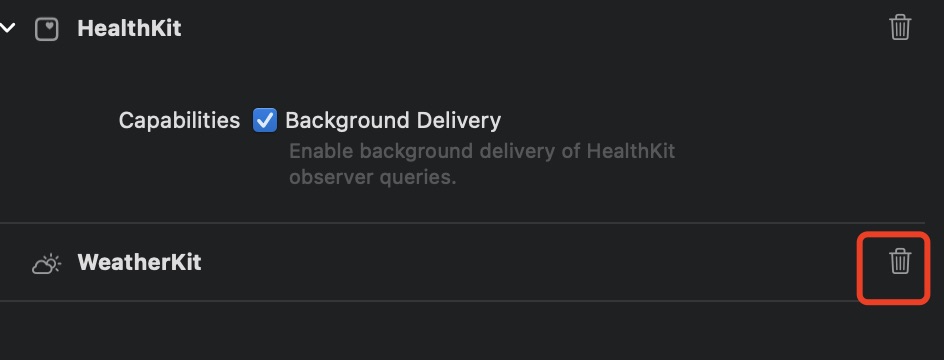 HealthKit
Capabilities Background Delivery
Enable background delivery of HealthKit
observer queries.
WeatherKit